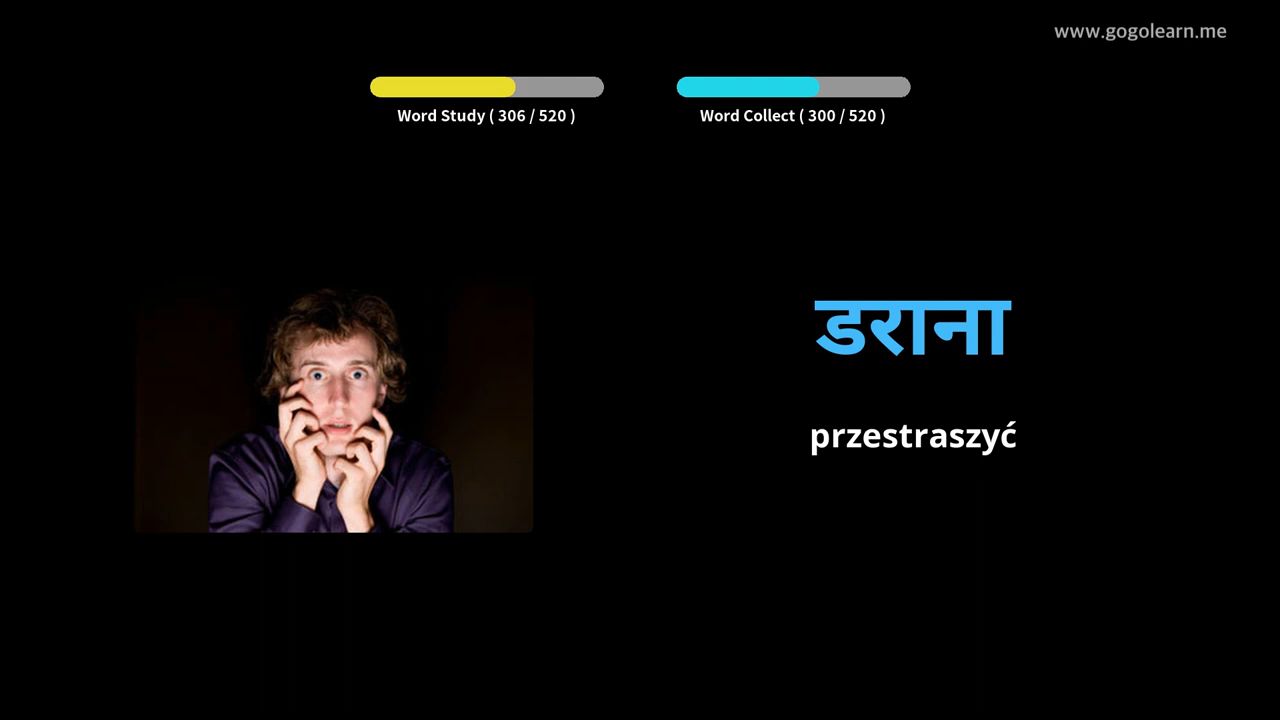 www.gogolearn.me
Word Study ( 306 / 520 )
Word Collect ( 300 / 520 )
डराना
przestraszyć